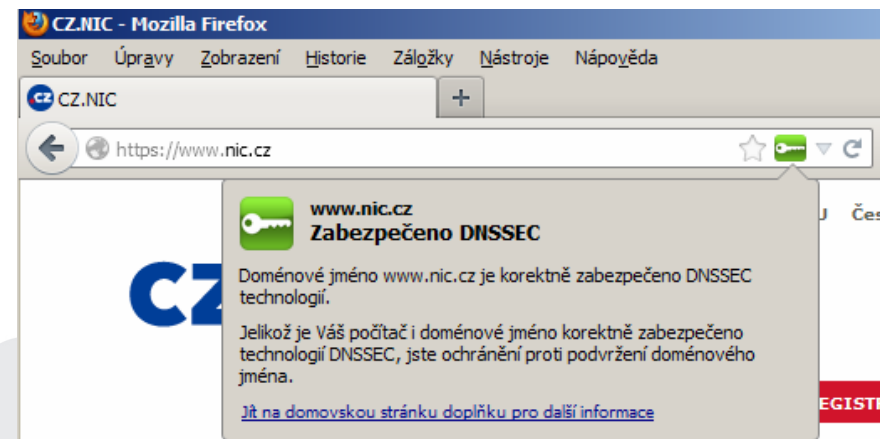 CZ.NIC - Mozilla Firefox
Soubor Úpravy Zobrazení Historie Záložky Nástroje Nápověda
CZ.NIC
https://www.nic.cz
www.nic.cz
Zabezpečeno DNSSEC
Doménové jméno www.nic.cz je korektně zabezpečeno DNSSEC
technologií.
Jelikož je Váš počítač i doménové jméno korektně zabezpečeno
technologií DNSSEC, jste ochránění proti podvržení doménového
jména.
Jít na domovskou stránku doplňku pro další informace